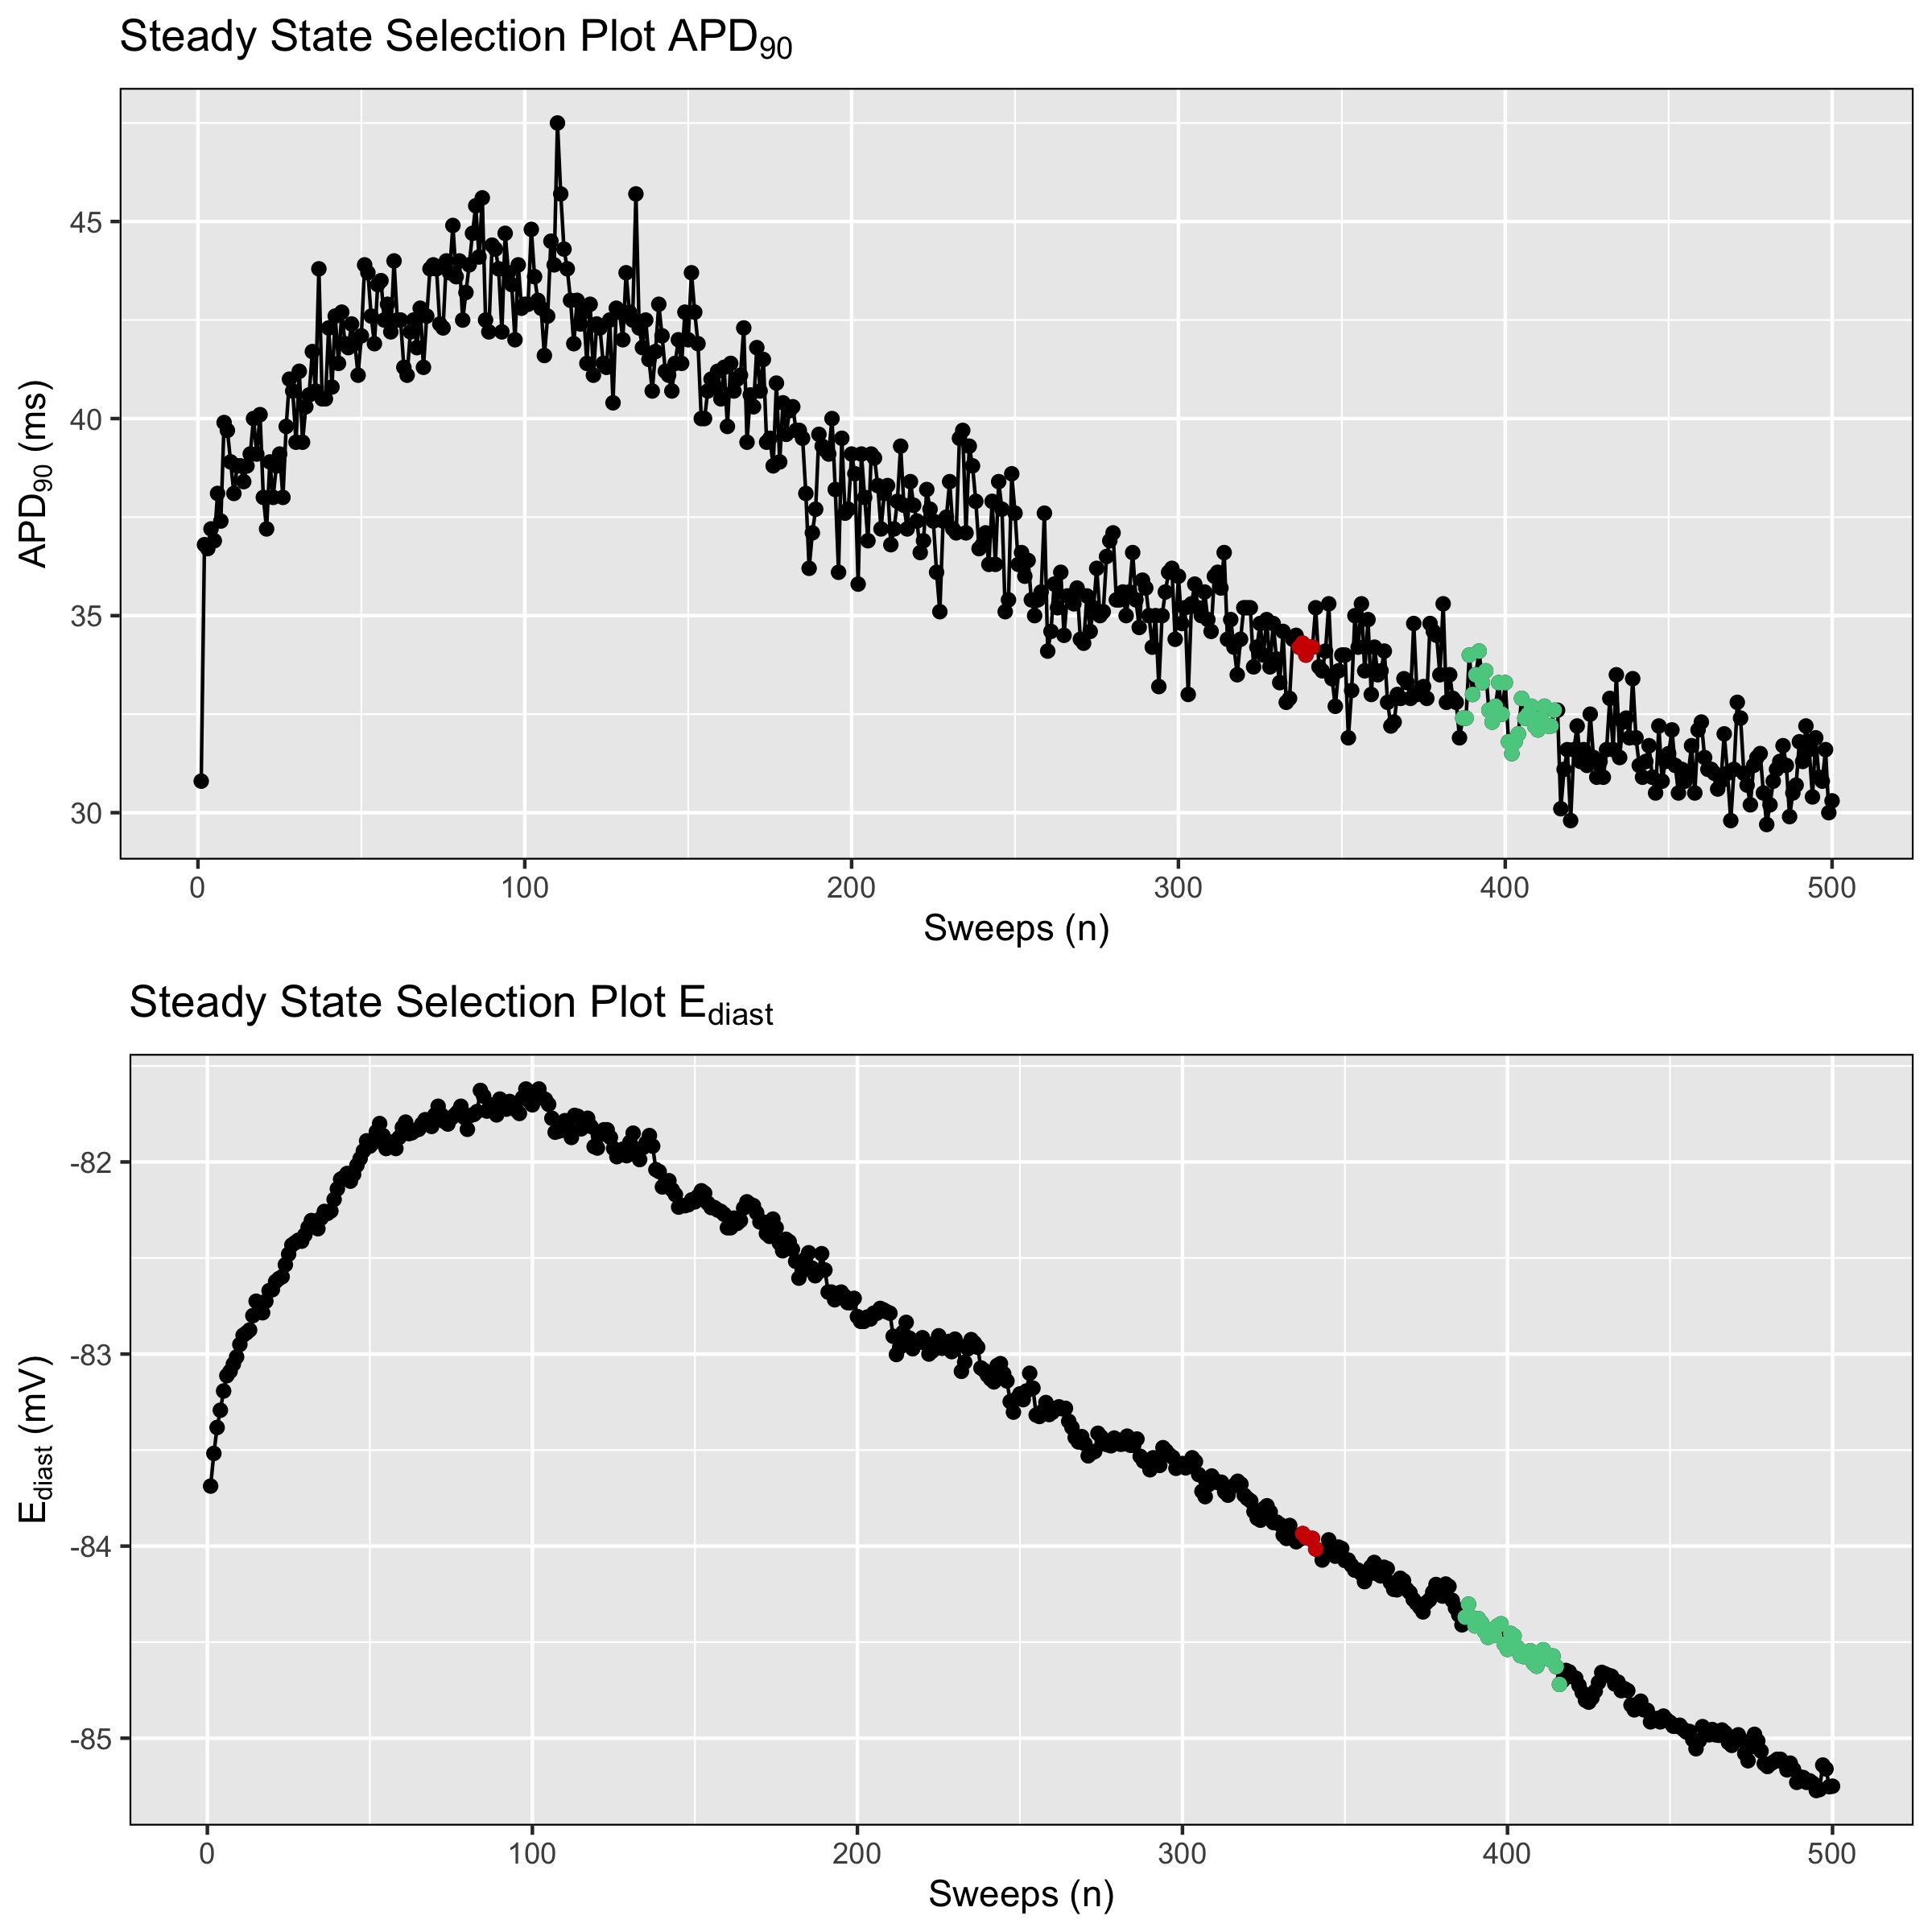 Steady State Selection Plot APD90
45
40
35
30
APD90 (ms)
0 100 200 300 400 500
Sweeps (n)
Steady State Selection Plot Ediast
-82
-83
-84
-85
Ediast (mV)
0 100 200 300 400 500
Sweeps (n)